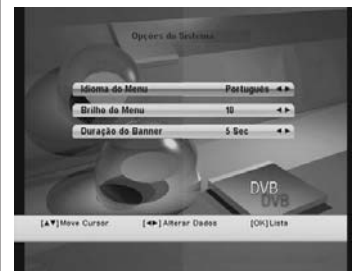 Opções do Sistema
Idioma do Menu Português ◄ ►
Brilho do Menu 10 ◄ ►
Duração do Banner 5 Sec ◄ ►
DVB
DVB
[▲▼]Move Cursor [◄►]Alterar Dados [OK]Lista